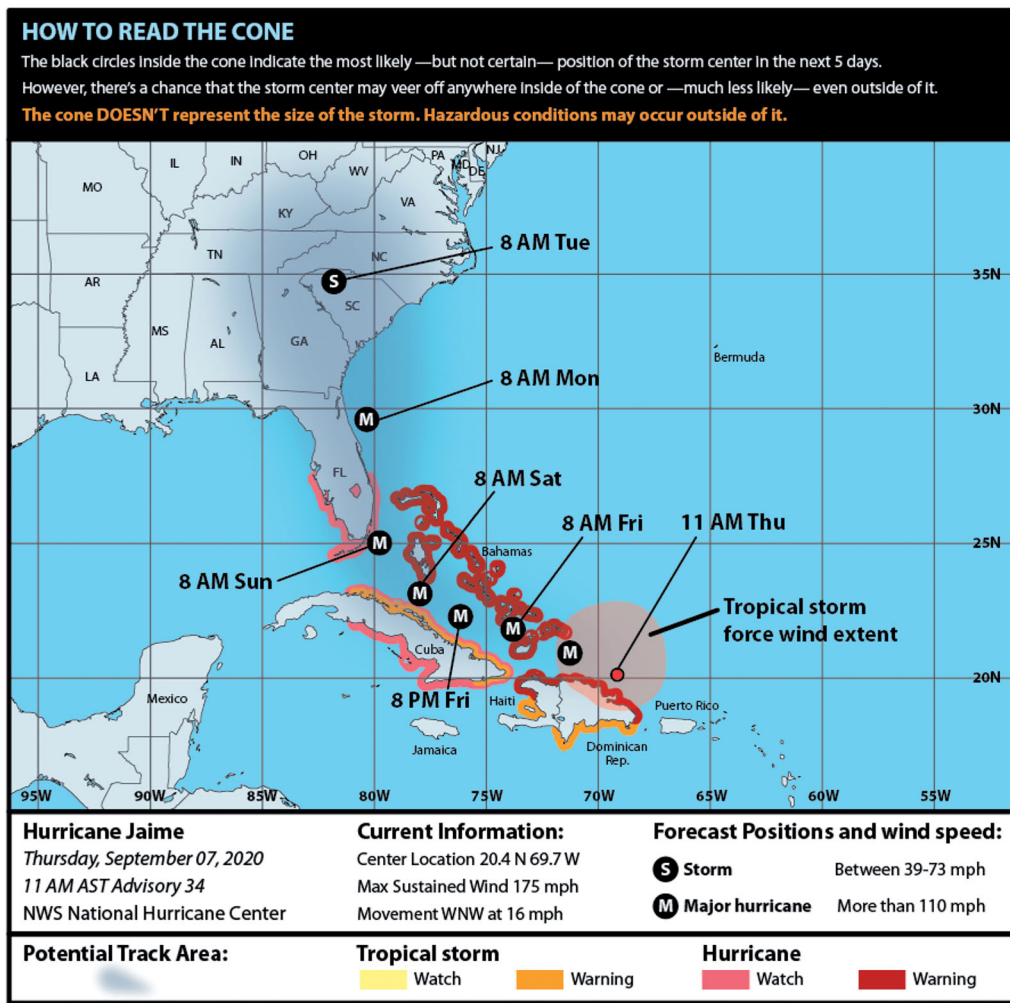 HOW TO READ THE CONE
The black circles inside the cone indicate the most likely —but not certain— position of the storm center in the next 5 days.
However, there's a chance that the storm center may veer off anywhere inside of the cone or —much less likely— even outside of it.
The cone DOESN'T represent the size of the storm. Hazardous conditions may occur outside of it.
MO
IL
IN
OH
WV
PA
MD
DE
NJ
KY
VA
TN
NC
8 AM Tue
AR
S
SC
35N
MS
AL
GA
Bermuda
LA
8 AM Mon
30N
M
FL
8 AM Sat
8 AM Fri
11 AM Thu
M
Bahamas
25N
8 AM Sun
M
M
M
M
Tropical storm
force wind extent
Cuba
20N
Mexico
8 PM Fri
Haiti
Puerto Rico
Jamaica
Dominican
Rep.
95W
90W
85W
80W
75W
70W
65W
60W
55W
Hurricane Jaime
Thursday, September 07, 2020
11 AM AST Advisory 34
NWS National Hurricane Center
Current Information:
Center Location 20.4 N 69.7 W
Max Sustained Wind 175 mph
Movement WNW at 16 mph
Forecast Positions and wind speed:
S Storm Between 39-73 mph
M Major hurricane More than 110 mph
Potential Track Area:
Tropical storm
Watch
Warning
Hurricane
Watch
Warning